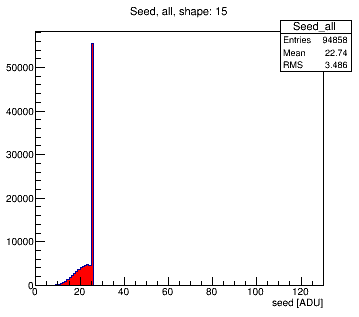 Seed, all, shape: 15
Seed_all
Entries 94858
Mean 22.74
RMS 3.486
50000
40000
30000
20000
10000
0
0 20 40 60 80 100 120
seed [ADU]